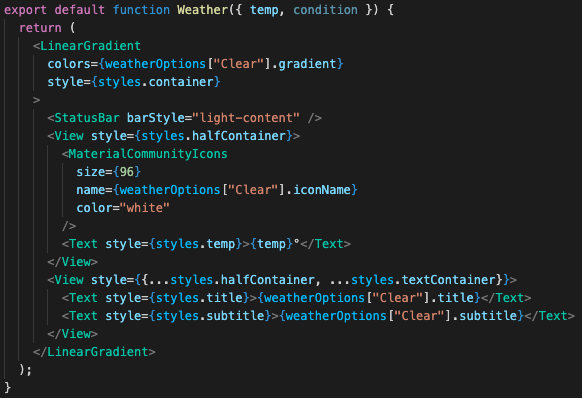 export default function Weather({ temp, condition }) {
  return (
    <LinearGradient
      colors={weatherOptions["Clear"].gradient}
      style={styles.container}
    >
      <StatusBar barStyle="light-content" />
      <View style={styles.halfContainer}>
        <MaterialCommunityIcons
          size={96}
          name={weatherOptions["Clear"].iconName}
          color="white"
        />
        <Text style={styles.temp}>{temp}°</Text>
      </View>
      <View style={{...styles.halfContainer, ...styles.textContainer}}>
        <Text style={styles.title}>{weatherOptions["Clear"].title}</Text>
        <Text style={styles.subtitle}>{weatherOptions["Clear"].subtitle}</Text>
      </View>
    </LinearGradient>
  );
}